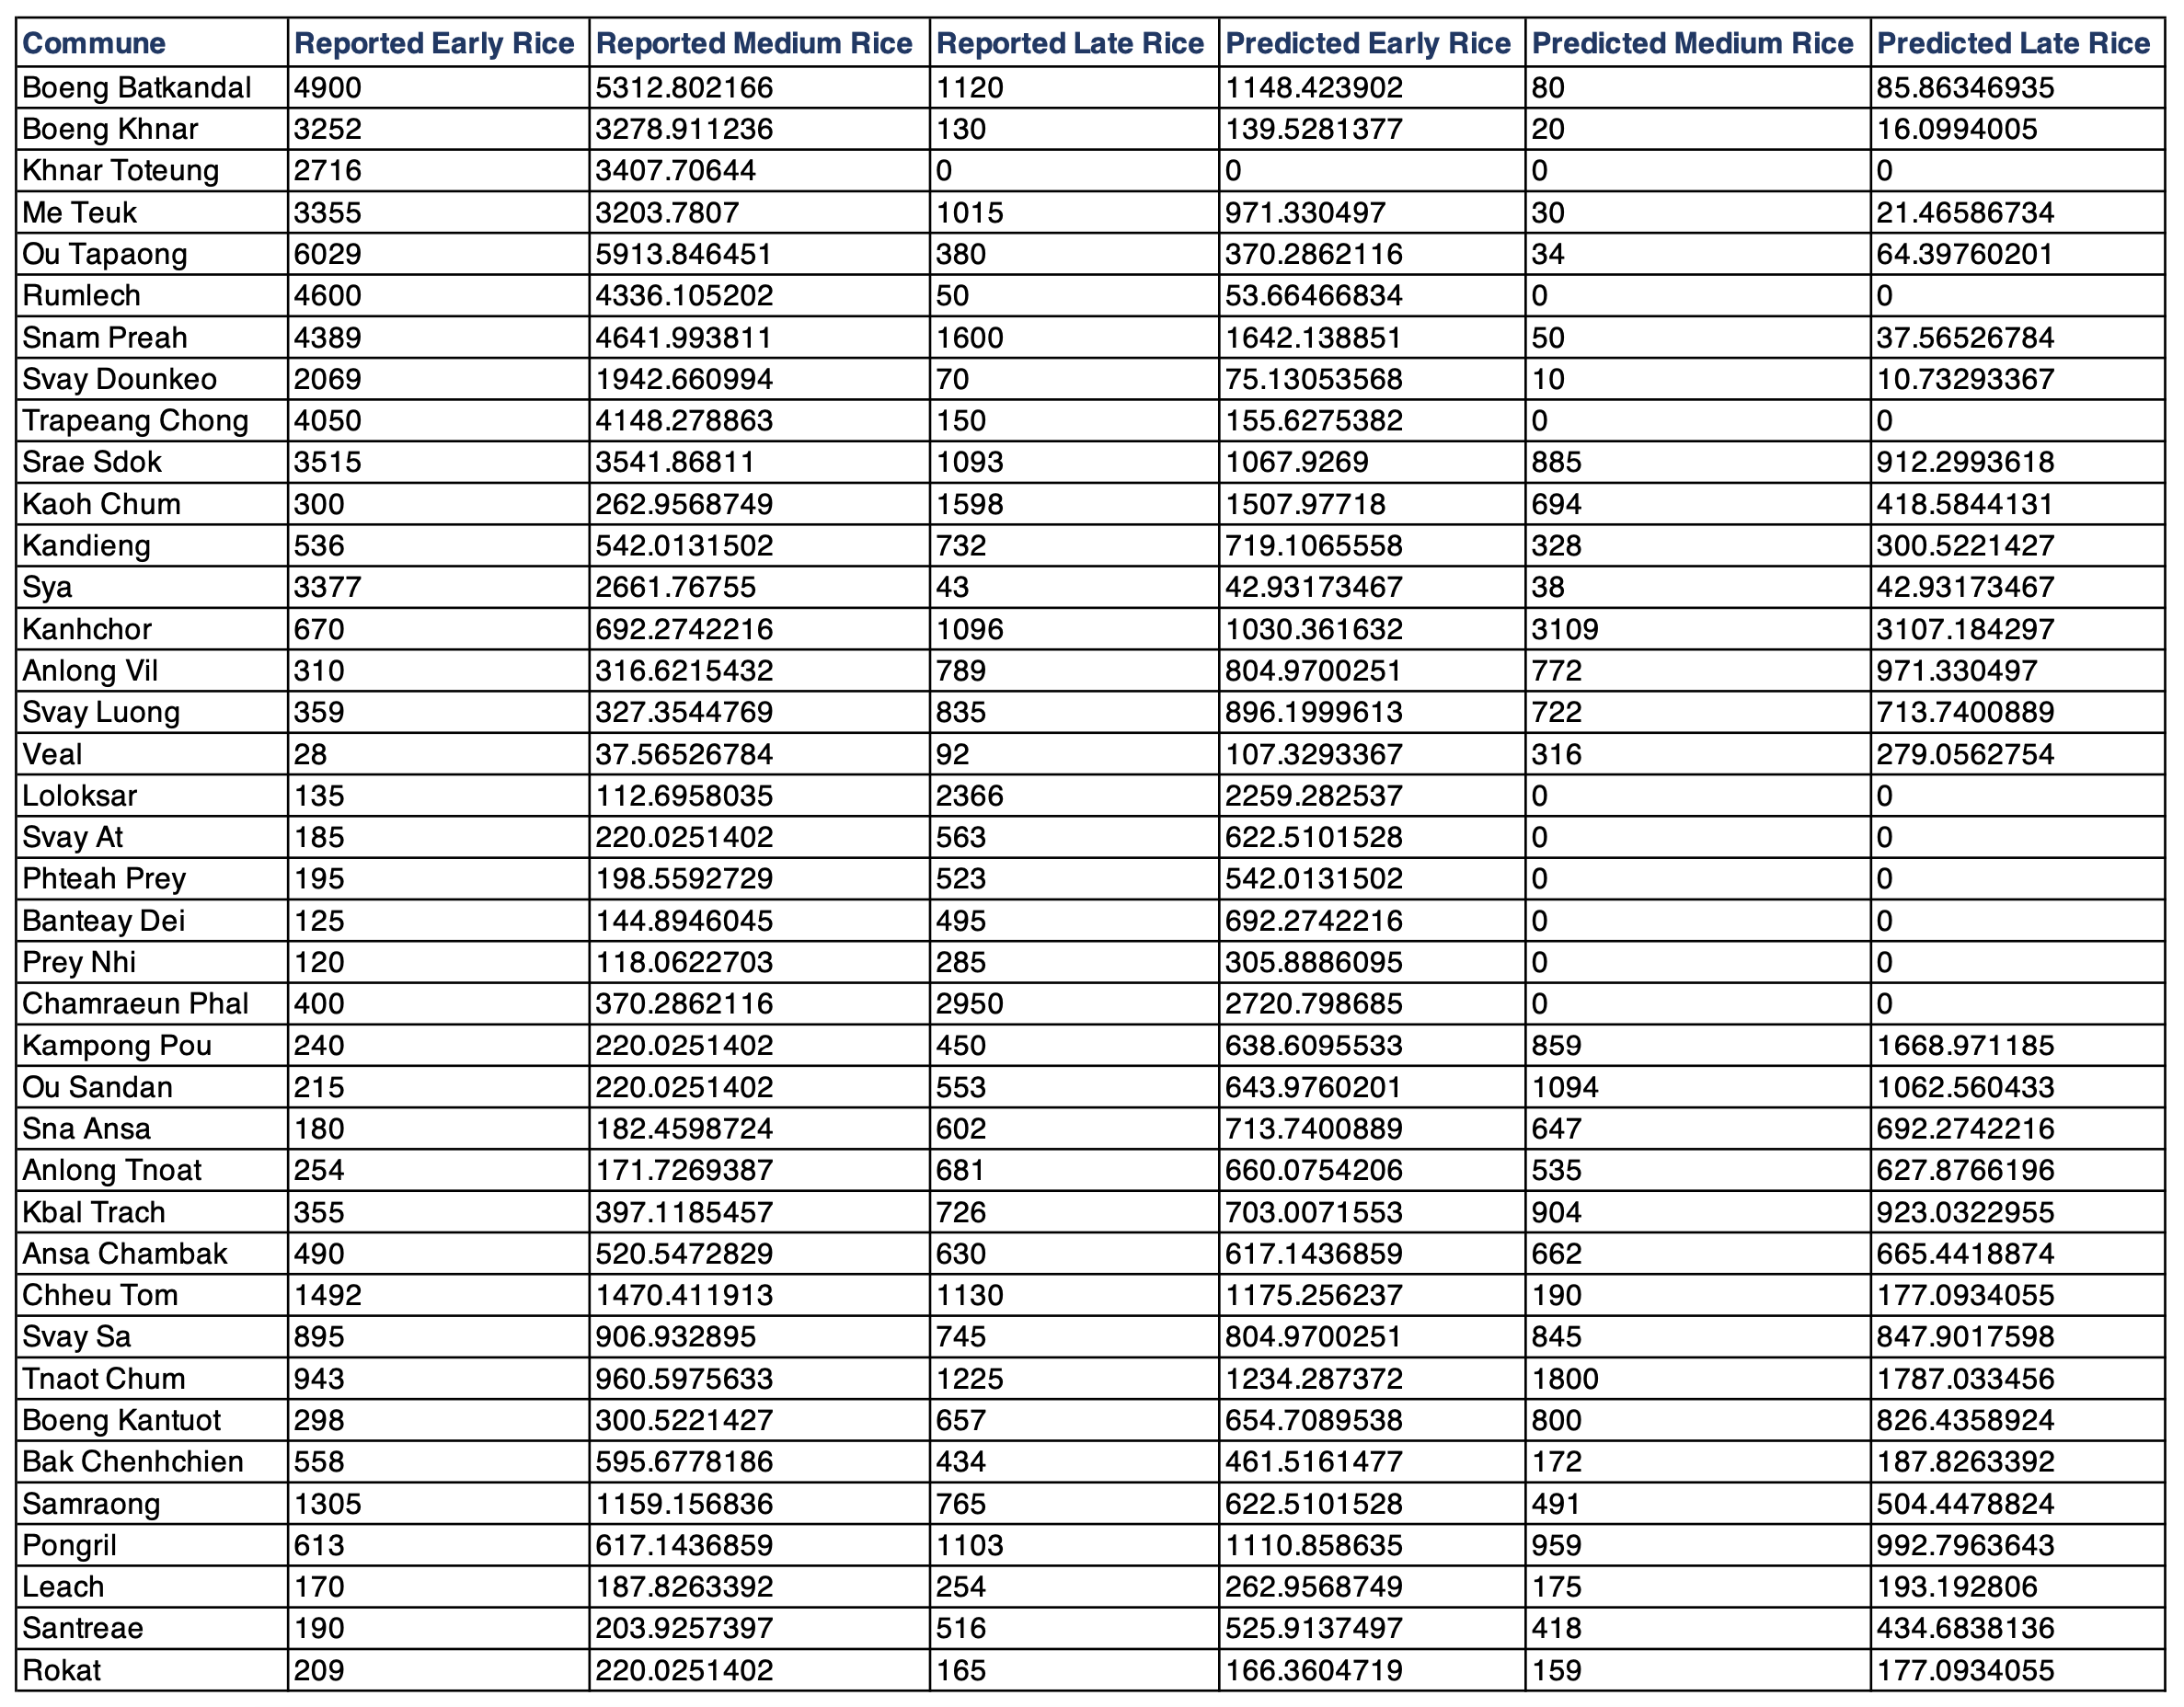 Commune Reported Early Rice Reported Medium Rice Reported Late Rice Predicted Early Rice Predicted Medium Rice Predicted Late Rice
Boeng Batkandal 4900 5312.802166 1120 1148.423902 80 85.86346935
Boeng Khnar 3252 3278.911236 130 139.5281377 20 16.0994005
Khnar Toteung 2716 3407.70644 0 0 0 0
Me Teuk 3355 3203.7807 1015 971.330497 30 21.46586734
Ou Tapaong 6029 5913.846451 380 370.2862116 34 64.39760201
Rumlech 4600 4336.105202 50 53.66466834 0 0
Snam Preah 4389 4641.993811 1600 1642.138851 50 37.56526784
Svay Dounkeo 2069 1942.660994 70 75.13053568 10 10.73293367
Trapeang Chong 4050 4148.278863 150 155.6275382 0 0
Srae Sdok 3515 3541.86811 1093 1067.9269 885 912.2993618
Kaoh Chum 300 262.9568749 1598 1507.97718 694 418.5844131
Kandieng 536 542.0131502 732 719.1065558 328 300.5221427
Sya 3377 2661.76755 43 42.93173467 38 42.93173467
Kanhchor 670 692.2742216 1096 1030.361632 3109 3107.184297
Anlong Vil 310 316.6215432 789 804.9700251 772 971.330497
Svay Luong 359 327.3544769 835 896.1999613 722 713.7400889
Veal 28 37.56526784 92 107.3293367 316 279.0562754
Loloksar 135 112.6958035 2366 2259.282537 0 0
Svay At 185 220.0251402 563 622.5101528 0 0
Phteah Prey 195 198.5592729 523 542.0131502 0 0
Banteay Dei 125 144.8946045 495 692.2742216 0 0
Prey Nhi 120 118.0622703 285 305.8886095 0 0
Chamraeun Phal 400 370.2862116 2950 2720.798685 0 0
Kampong Pou 240 220.0251402 450 638.6095533 859 1668.971185
Ou Sandan 215 220.0251402 553 643.9760201 1094 1062.560433
Sna Ansa 180 182.4598724 602 713.7400889 647 692.2742216
Anlong Tnoat 254 171.7269387 681 660.0754206 535 627.8766196
Kbal Trach 355 397.1185457 726 703.0071553 904 923.0322955
Ansa Chambak 490 520.5472829 630 617.1436859 662 665.4418874
Chheu Tom 1492 1470.411913 1130 1175.256237 190 177.0934055
Svay Sa 895 906.932895 745 804.9700251 845 847.9017598
Tnaot Chum 943 960.5975633 1225 1234.287372 1800 1787.033456
Boeng Kantuot 298 300.5221427 657 654.7089538 800 826.4358924
Bak Chenhchien 558 595.6778186 434 461.5161477 172 187.8263392
Samraong 1305 1159.156836 765 622.5101528 491 504.4478824
Pongril 613 617.1436859 1103 1110.858635 959 992.7963643
Leach 170 187.8263392 254 262.9568749 175 193.192806
Santreae 190 203.9257397 516 525.9137497 418 434.6838136
Rokat 209 220.0251402 165 166.3604719 159 177.0934055